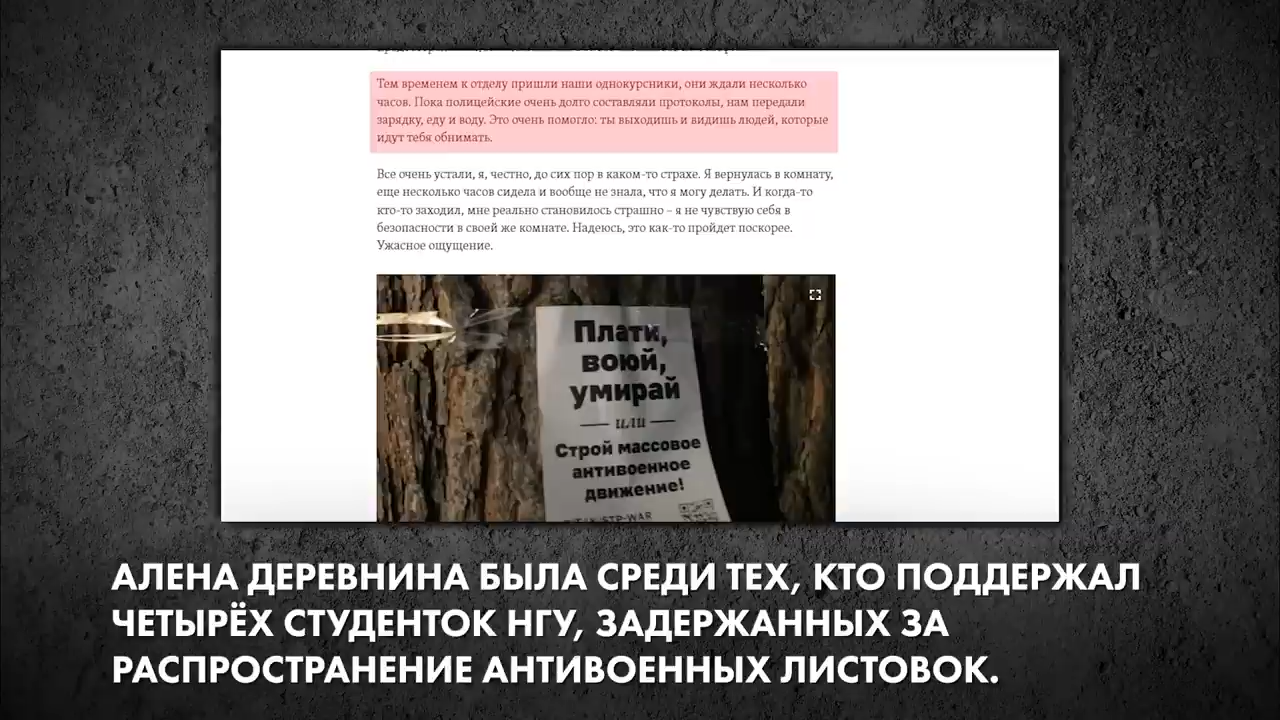 Тем временем к отделу пришли наши однокурсники, они ждали несколько
часов. Пока полицейские очень долго составляли протоколы, нам передали
зарядку, еду и воду. Это очень помогло: ты выходишь и видишь людей, которые
идут тебя обнимать.
Все очень устали, я, честно, до сих пор в каком-то страхе. Я вернулась в комнату,
еще несколько часов сидела и вообще не знала, что я могу делать. И когда-то
кто-то заходил, мне реально становилось страшно – я не чувствую себя в
безопасности в своей же комнате. Надеюсь, это как-то пройдет поскорее.
Ужасное ощущение.
Плати,
воюй,
умирай
или
Строй массовое
антивоенное
движение!
АЛЕНА ДЕРЕВНИНА БЫЛА СРЕДИ ТЕХ, КТО ПОДДЕРЖАЛ
ЧЕТЫРЁХ СТУДЕНТОК НГУ, ЗАДЕРЖАННЫХ ЗА
РАСПРОСТРАНЕНИЕ АНТИВОЕННЫХ ЛИСТОВОК.